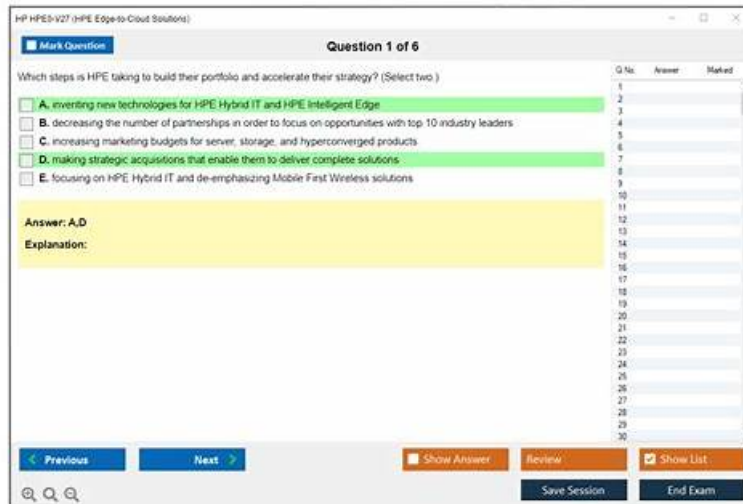 HP HPE0-V27 (HPE Edge-to-Cloud Solutions)
Mark Question
Question 1 of 6
Which steps is HPE taking to build their portfolio and accelerate their strategy? (Select two.)
A. inventing new technologies for HPE Hybrid IT and HPE Intelligent Edge
B. decreasing the number of partnerships in order to focus on opportunities with top 10 industry leaders
C. increasing marketing budgets for server, storage, and hyperconverged products
D. making strategic acquisitions that enable them to deliver complete solutions
E. focusing on HPE Hybrid IT and de-emphasizing Mobile First Wireless solutions
Answer: A,D
Explanation:
Q.No. Answer Marked
1
2
3
4
5
6
7
8
9
10
11
12
13
14
15
16
17
18
19
20
21
22
23
24
25
26
27
28
29
30
Previous
Next
Show Answer
Review
Show List
Save Session
End Exam